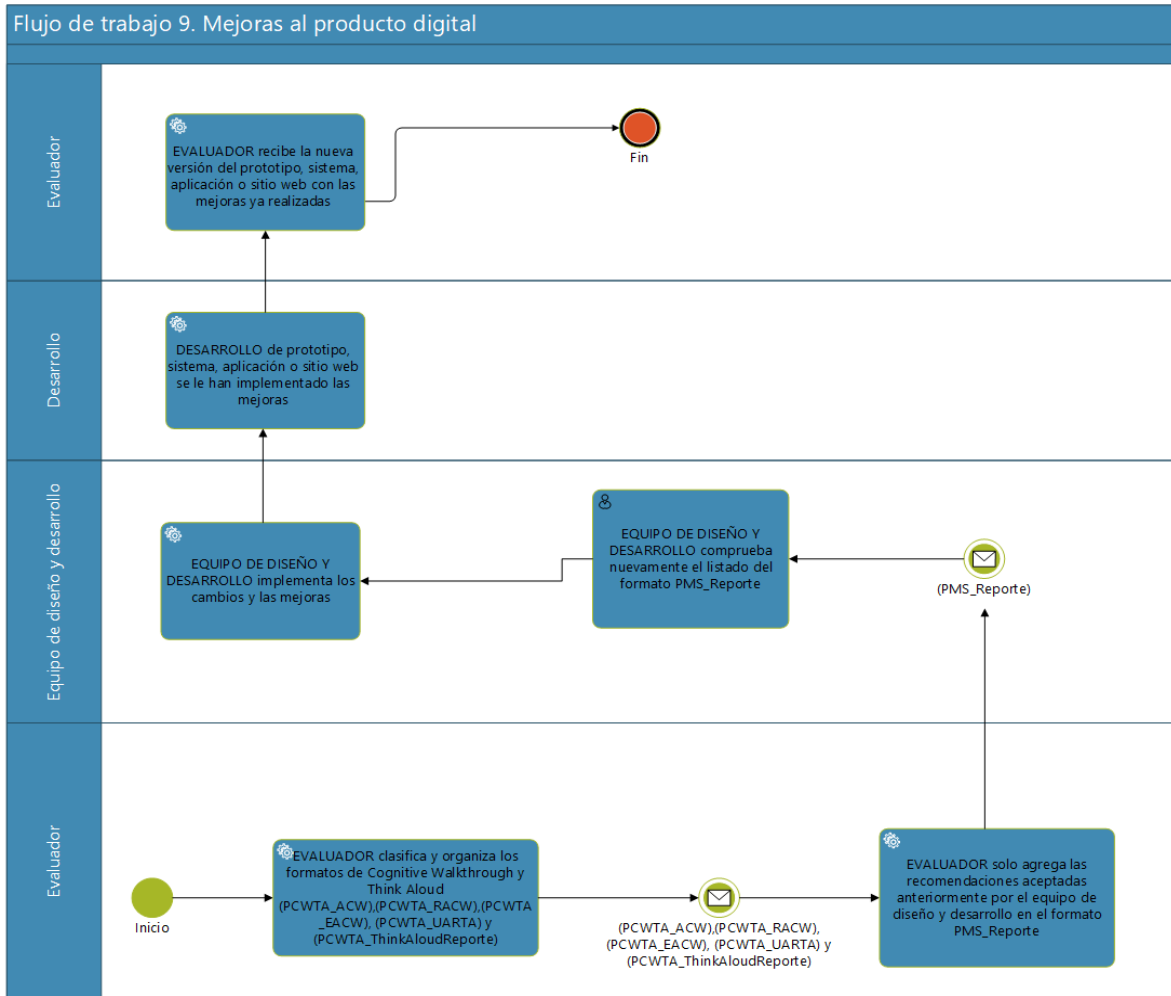 Flujo de trabajo 9. Mejoras al producto digital
Evaluador
EVALUADOR recibe la nueva
versión del prototipo, sistema,
aplicación o sitio web con las
mejoras ya realizadas
Fin
Desarrollo
DESARROLLO de prototipo,
sistema, aplicación o sitio web
se le han implementado las
mejoras
Equipo de diseño y desarrollo
EQUIPO DE DISEÑO Y
DESARROLLO implementa los
cambios y las mejoras
EQUIPO DE DISEÑO Y
DESARROLLO comprueba
nuevamente el listado del
formato PMS_Reporte
(PMS_Reporte)
Evaluador
Inicio
EVALUADOR clasifica y organiza los
formatos de Cognitive Walkthrough y
Think Aloud
(PCWTA_ACW),(PCWTA_RACW),(PCWTA
_EACW), (PCWTA_UARTA) y
(PCWTA_ThinkAloudReporte)
(PCWTA_ACW),(PCWTA_RACW),
(PCWTA_EACW), (PCWTA_UARTA) y
(PCWTA_ThinkAloudReporte)
EVALUADOR solo agrega las
recomendaciones aceptadas
anteriormente por el equipo de
diseño y desarrollo en el formato
PMS_Reporte